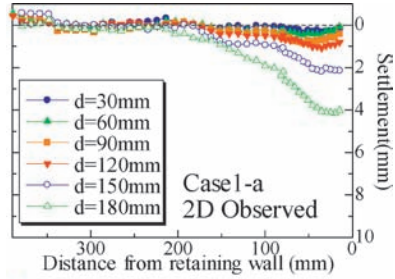 0
2
4
6
8
10
Settlement(mm)
d=30mm
d=60mm
d=90mm
d=120mm
d=150mm
d=180mm
Case1-a
2D Observed
300
200
100
0
Distance from retaining wall (mm)